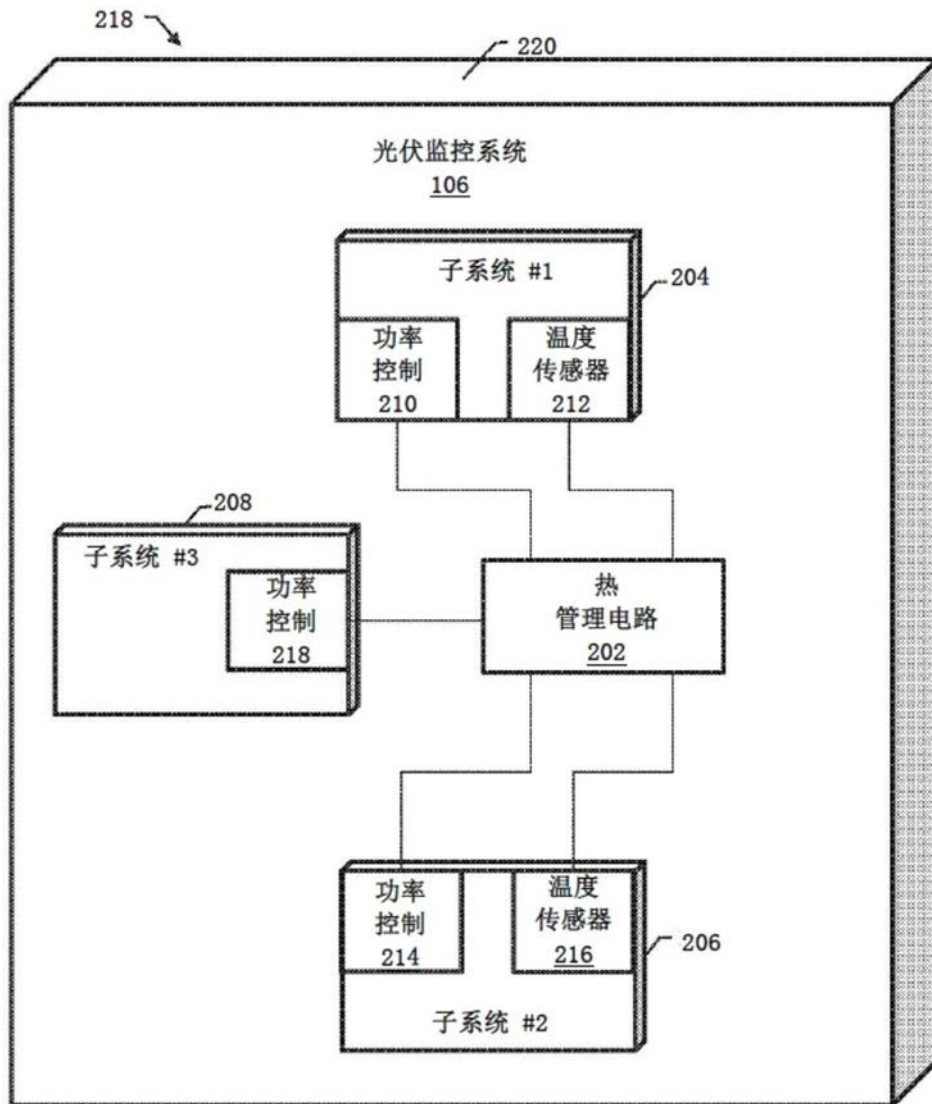 218
220
光伏监控系统
106
子系统 #1
204
功率
控制
210
温度
传感器
212
208
子系统 #3
功率
控制
218
热
管理电路
202
功率
控制
214
温度
传感器
216
206
子系统 #2